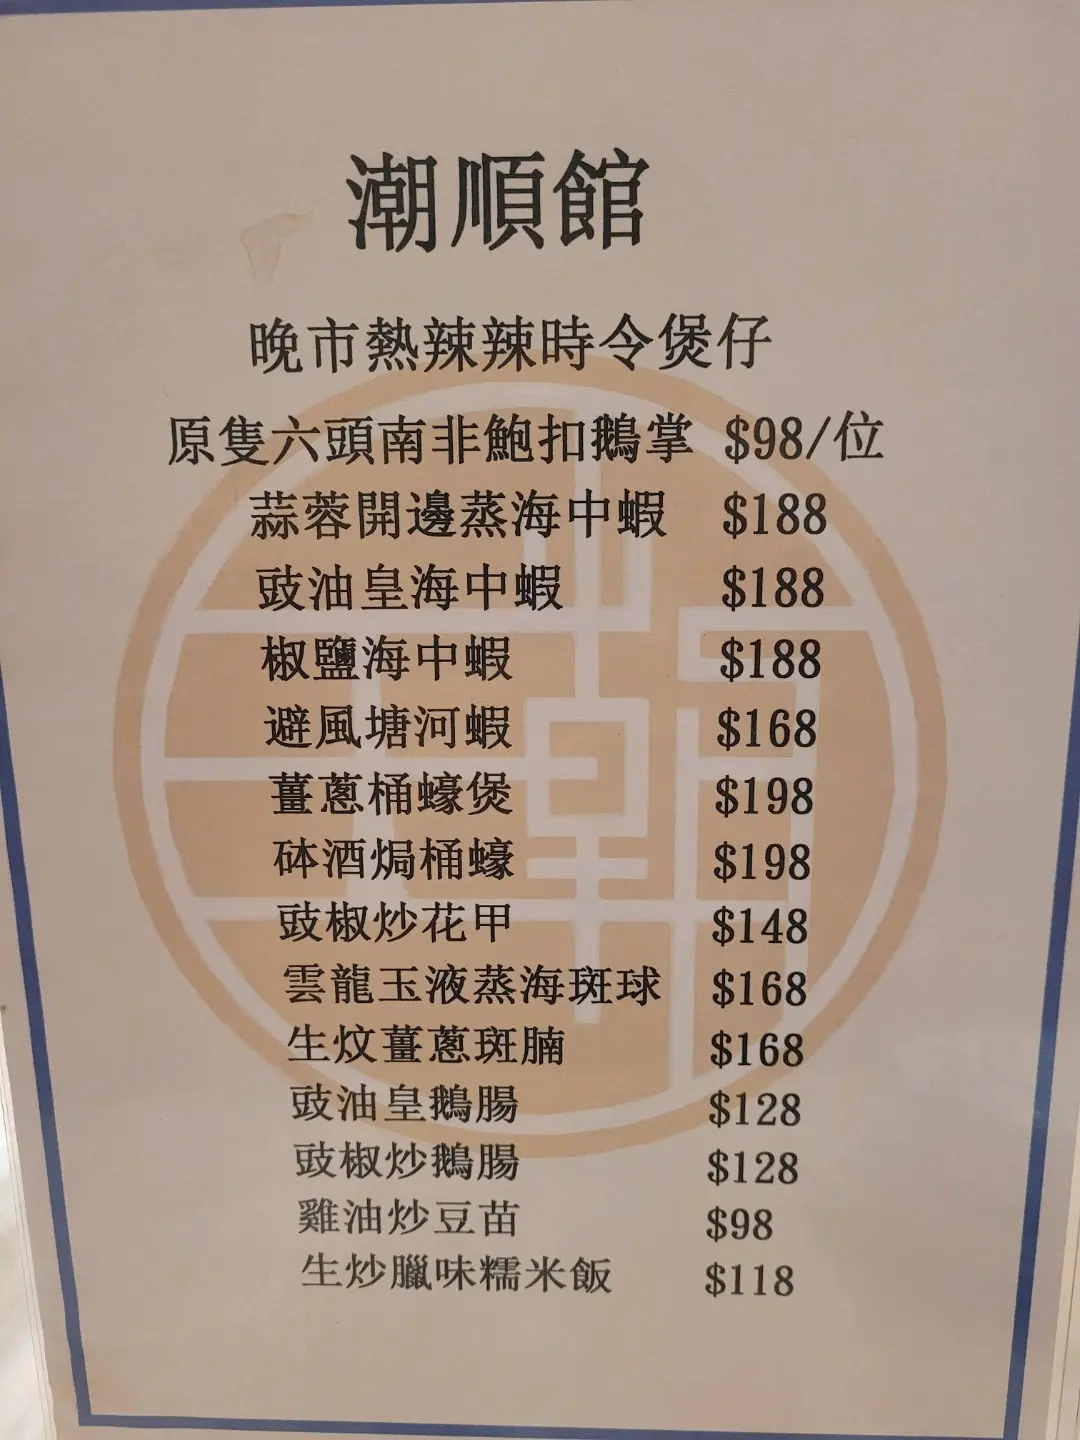 潮順館
晚市熱辣辣時令煲仔
原隻六頭南非鮑扣鵝掌 $98/位
蒜蓉開邊蒸海中蝦 $188
豉油皇海中蝦 $188
椒鹽海中蝦 $188
避風塘河蝦 $168
薑蔥桶蠔煲 $198
砵酒焗桶蠔 $198
豉椒炒花甲 $148
雲龍玉液蒸海斑球 $168
生炆薑蔥斑腩 $168
豉油皇鵝腸 $128
豉椒炒鵝腸 $128
雞油炒豆苗 $98
生炒臘味糯米飯 $118